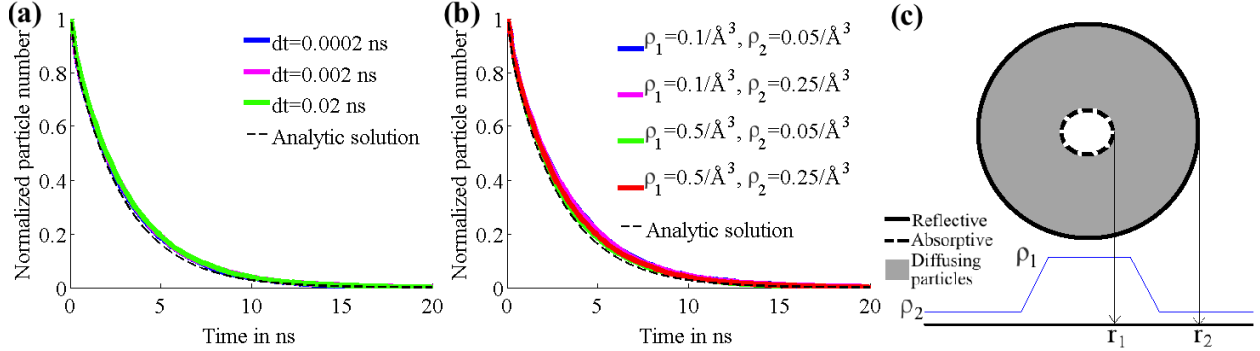 (a)
Normalized particle number
1
0.8
0.6
0.4
0.2
0
dt=0.0002 ns
dt=0.002 ns
dt=0.02 ns
Analytic solution
0 5 10 15 20
Time in ns
(b)
Normalized particle number
1
0.8
0.6
0.4
0.2
0
ρ₁=0.1/Å³, ρ₂=0.05/Å³
ρ₁=0.1/Å³, ρ₂=0.25/Å³
ρ₁=0.5/Å³, ρ₂=0.05/Å³
ρ₁=0.5/Å³, ρ₂=0.25/Å³
Analytic solution
0 5 10 15 20
Time in ns
(c)
Reflective
Absorptive
Diffusing
particles
ρ₁
ρ₂
r₁ r₂